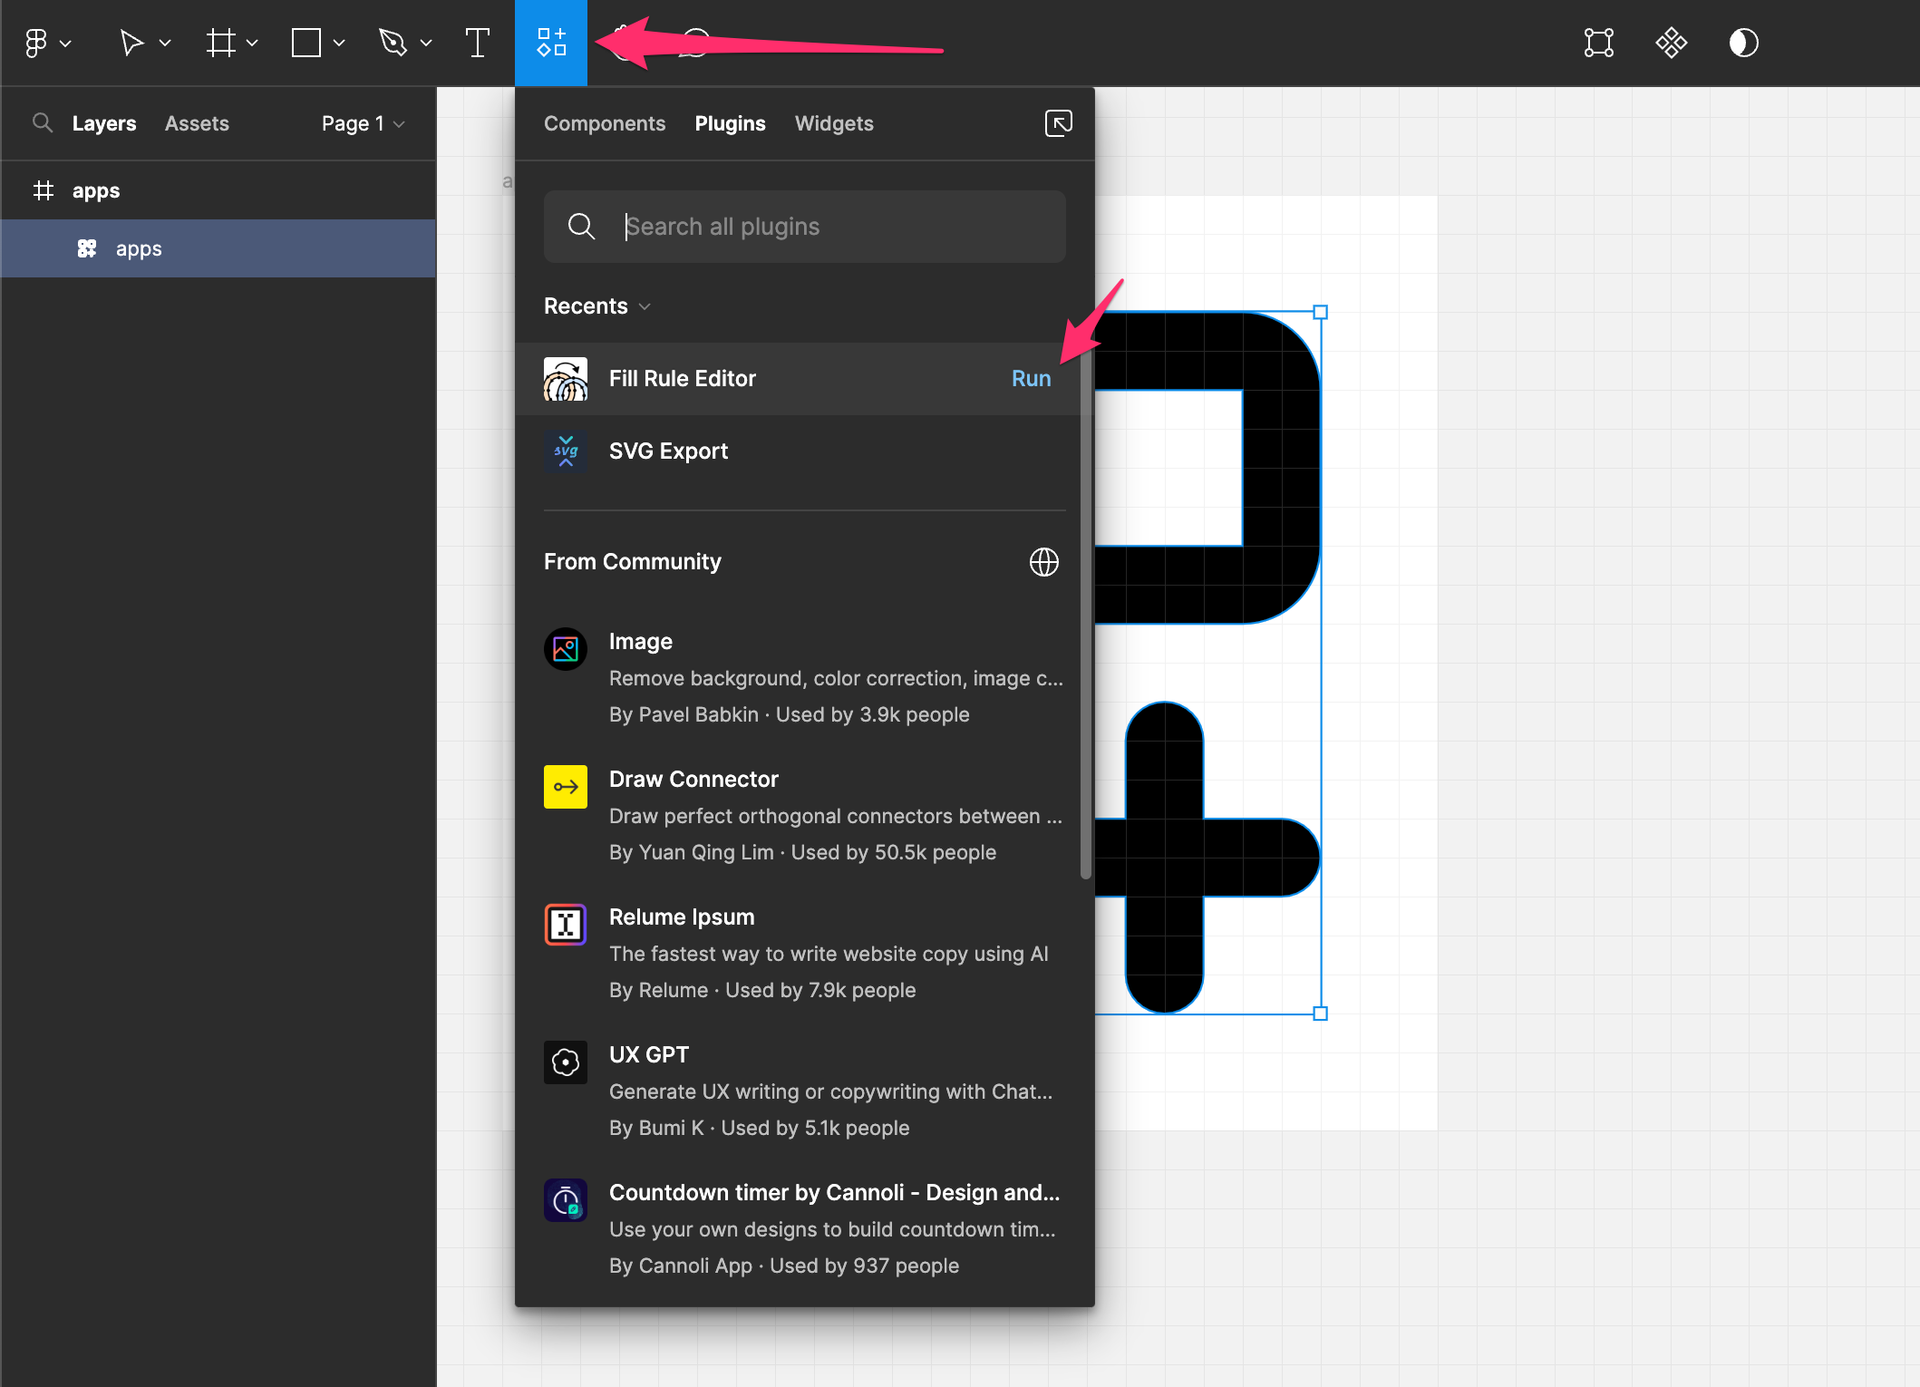 Layers Assets Page 1
apps
apps
Components Plugins Widgets
Search all plugins
Recents
Fill Rule Editor Run
svg
SVG Export
From Community
Image
Remove background, color correction, image c...
By Pavel Babkin · Used by 3.9k people
Draw Connector
Draw perfect orthogonal connectors between ...
By Yuan Qing Lim · Used by 50.5k people
Relume Ipsum
The fastest way to write website copy using AI
By Relume · Used by 7.9k people
UX GPT
Generate UX writing or copywriting with Chat...
By Bumi K · Used by 5.1k people
Countdown timer by Cannoli - Design and...
Use your own designs to build countdown tim...
By Cannoli App · Used by 937 people